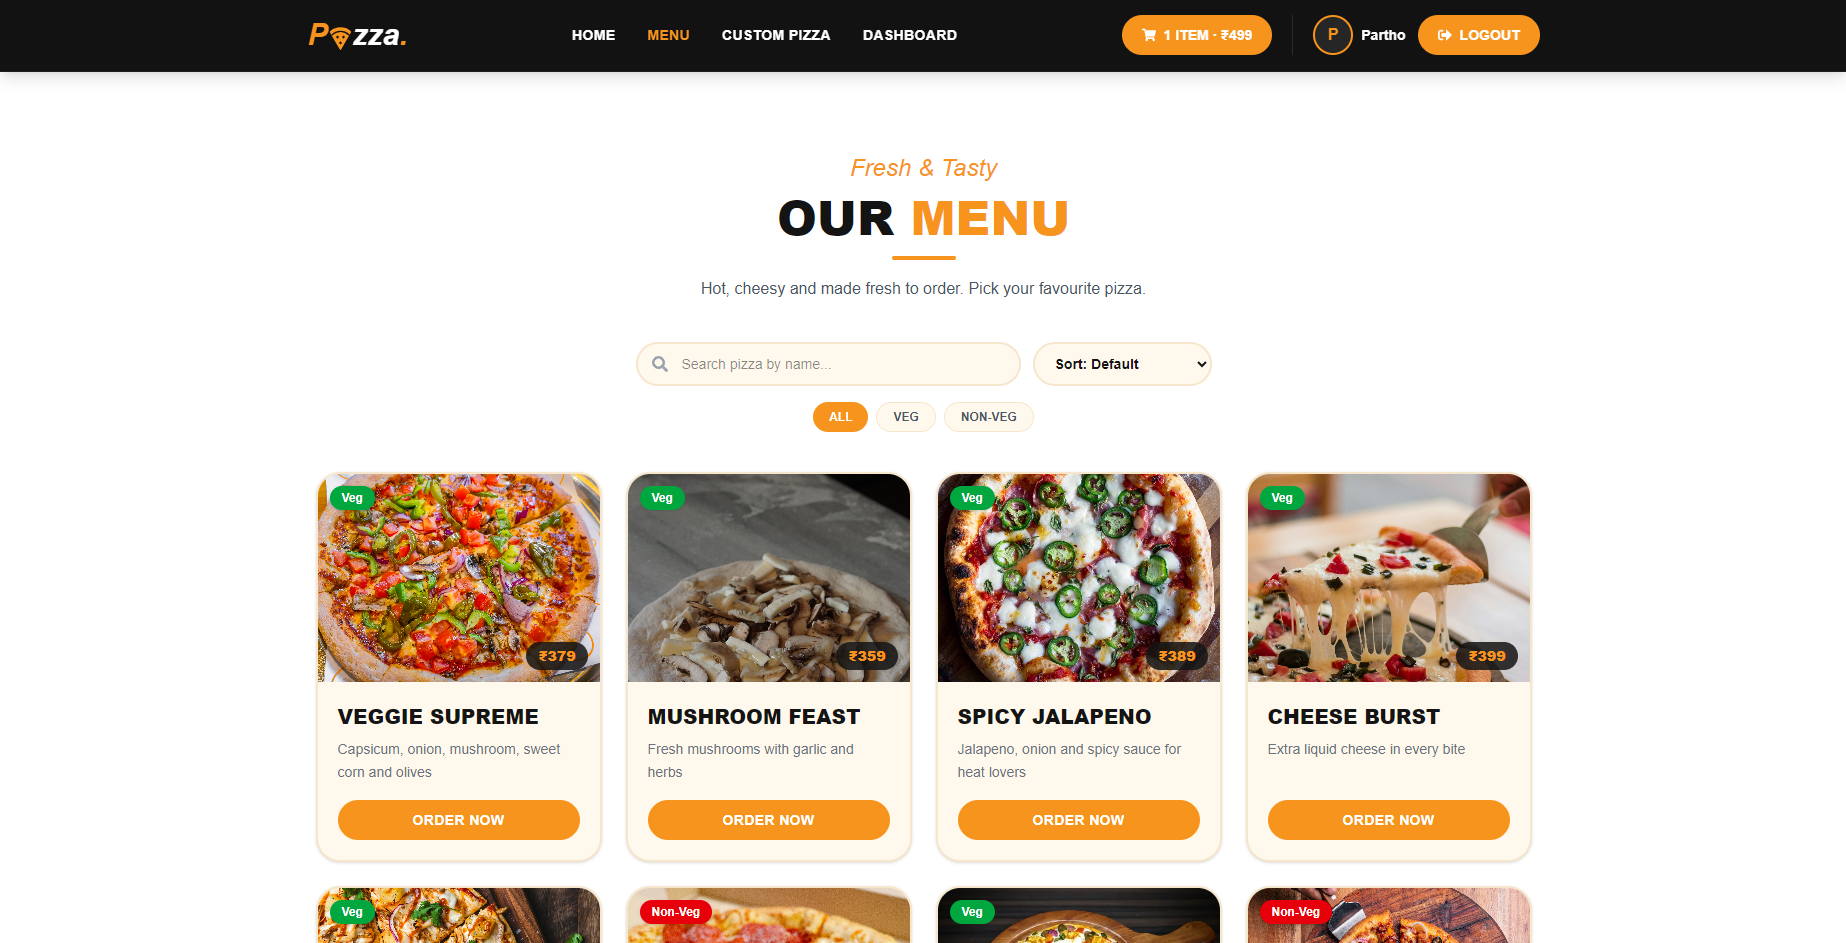 Pizza.
HOME
MENU
CUSTOM PIZZA
DASHBOARD
1 ITEM · ₹499
P
Partho
LOGOUT
Fresh & Tasty
OUR MENU
Hot, cheesy and made fresh to order. Pick your favourite pizza.
Search pizza by name...
Sort: Default
ALL
VEG
NON-VEG
Veg
₹379
VEGGIE SUPREME
Capsicum, onion, mushroom, sweet
corn and olives
ORDER NOW
Veg
₹359
MUSHROOM FEAST
Fresh mushrooms with garlic and
herbs
ORDER NOW
Veg
₹389
SPICY JALAPENO
Jalapeno, onion and spicy sauce for
heat lovers
ORDER NOW
Veg
₹399
CHEESE BURST
Extra liquid cheese in every bite
ORDER NOW
Veg
Non-Veg
Veg
Non-Veg